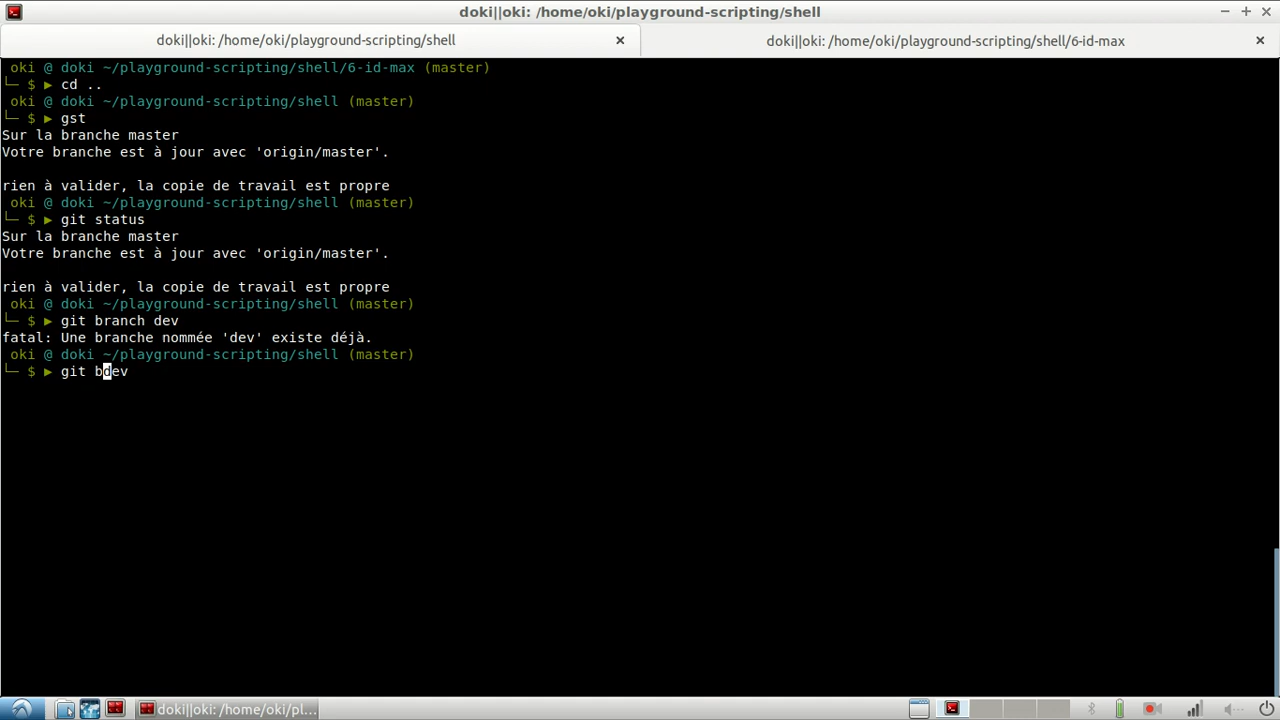 doki||oki: /home/oki/playground-scripting/shell
doki||oki: /home/oki/playground-scripting/shell
doki||oki: /home/oki/playground-scripting/shell/6-id-max
oki @ doki ~/playground-scripting/shell/6-id-max (master)
└─ $ ▶ cd ..
oki @ doki ~/playground-scripting/shell (master)
└─ $ ▶ gst
Sur la branche master
Votre branche est à jour avec 'origin/master'.
rien à valider, la copie de travail est propre
oki @ doki ~/playground-scripting/shell (master)
└─ $ ▶ git status
Sur la branche master
Votre branche est à jour avec 'origin/master'.
rien à valider, la copie de travail est propre
oki @ doki ~/playground-scripting/shell (master)
└─ $ ▶ git branch dev
fatal: Une branche nommée 'dev' existe déjà.
oki @ doki ~/playground-scripting/shell (master)
└─ $ ▶ git bdev
doki||oki: /home/oki/pl...